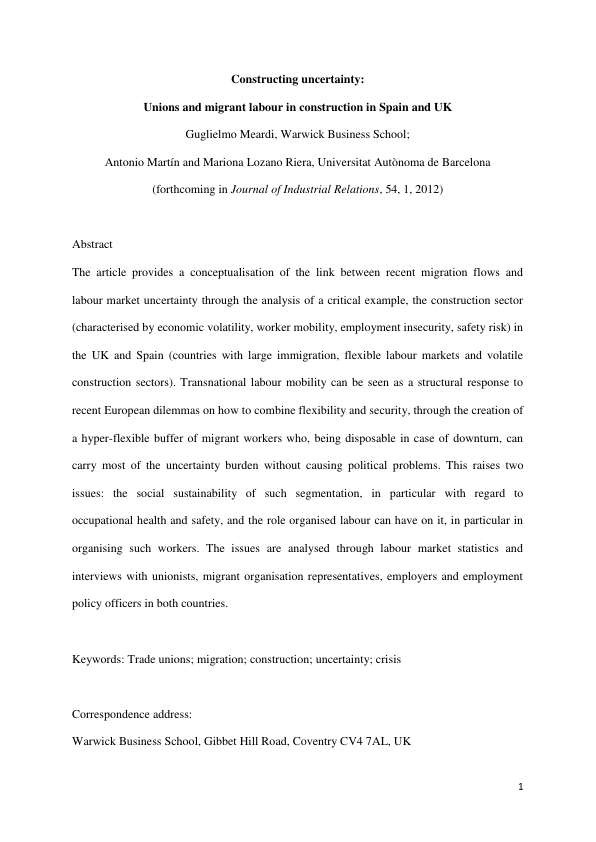 Constructing uncertainty:
Unions and migrant labour in construction in Spain and UK
Guglielmo Meardi, Warwick Business School;
Antonio Martín and Mariona Lozano Riera, Universitat Autònoma de Barcelona
(forthcoming in Journal of Industrial Relations, 54, 1, 2012)
Abstract
The article provides a conceptualisation of the link between recent migration flows and
labour market uncertainty through the analysis of a critical example, the construction sector
(characterised by economic volatility, worker mobility, employment insecurity, safety risk) in
the UK and Spain (countries with large immigration, flexible labour markets and volatile
construction sectors). Transnational labour mobility can be seen as a structural response to
recent European dilemmas on how to combine flexibility and security, through the creation of
a hyper-flexible buffer of migrant workers who, being disposable in case of downturn, can
carry most of the uncertainty burden without causing political problems. This raises two
issues: the social sustainability of such segmentation, in particular with regard to
occupational health and safety, and the role organised labour can have on it, in particular in
organising such workers. The issues are analysed through labour market statistics and
interviews with unionists, migrant organisation representatives, employers and employment
policy officers in both countries.
Keywords: Trade unions; migration; construction; uncertainty; crisis
Correspondence address:
Warwick Business School, Gibbet Hill Road, Coventry CV4 7AL, UK
1